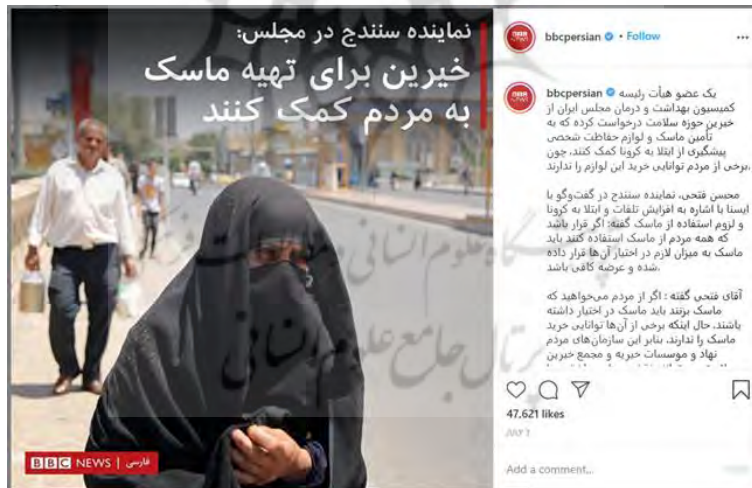 نماینده سنندج در مجلس:
خیرین برای تهیه ماسک
به مردم کمک کنند
BBC NEWS | فارسی
bbcpersian • Follow
bbcpersian یک عضو هیأت رئیسه
کمیسیون بهداشت و درمان مجلس ایران از
خیرین حوزه سلامت درخواست کرده که به
تأمین ماسک و لوازم حفاظت شخصی
پیشگیری از ابتلا به کرونا کمک کنند، چون
برخی از مردم توانایی خرید این لوازم را ندارند.
محسن فتحی، نماینده سنندج در گفت‌وگو با
ایسنا با اشاره به افزایش تلفات و ابتلا به کرونا
و لزوم استفاده از ماسک گفته: اگر قرار باشد
که همه مردم از ماسک استفاده کنند باید
ماسک به میزان لازم در اختیار آن‌ها قرار داده
شده و عرضه کافی باشد.
آقای فتحی گفته : اگر از مردم می‌خواهید که
ماسک بزنند باید ماسک در اختیار داشته
باشند، حال اینکه برخی از آن‌ها توانایی خرید
ماسک را ندارند، بنابر این سازمان‌های مردم
نهاد و موسسات خیریه و مجمع خیرین
47,621 likes
JULY 7
Add a comment...
پرتال جامع علوم انسانی